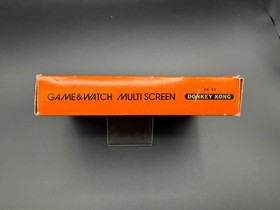 GAME&WATCH MULTI SCREEN
DK-52
DONKEY KONG